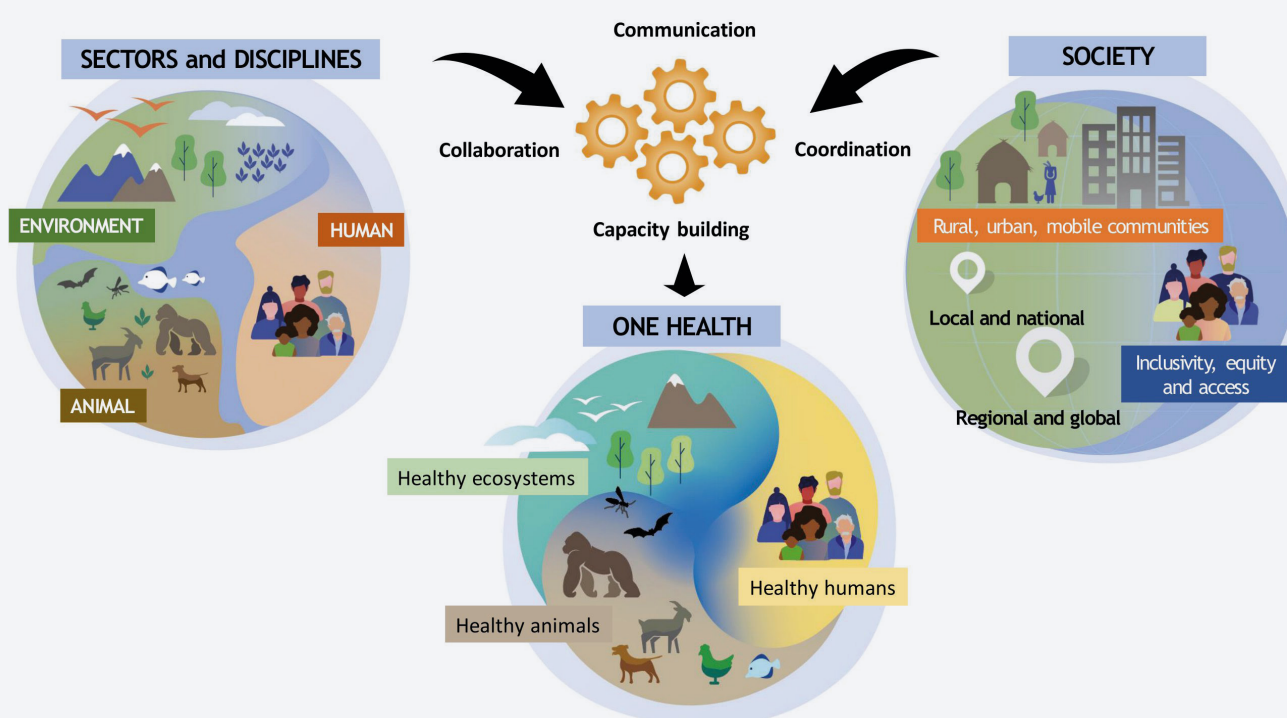 SECTORS and DISCIPLINES
ENVIRONMENT
HUMAN
ANIMAL
Communication
Collaboration
Coordination
Capacity building
SOCIETY
Rural, urban, mobile communities
Local and national
Regional and global
Inclusivity, equity
and access
ONE HEALTH
Healthy ecosystems
Healthy humans
Healthy animals